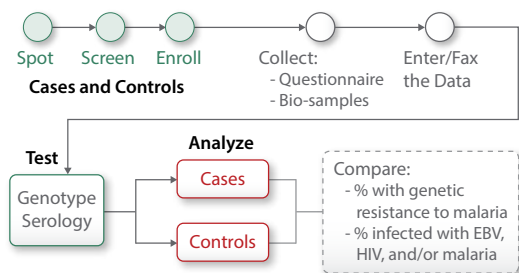 Spot
Screen
Enroll
Cases and Controls
Collect:
- Questionnaire
- Bio-samples
Enter/Fax
the Data
Test
Genotype
Serology
Analyze
Cases
Controls
Compare:
- % with genetic
resistance to malaria
- % infected with EBV,
HIV, and/or malaria